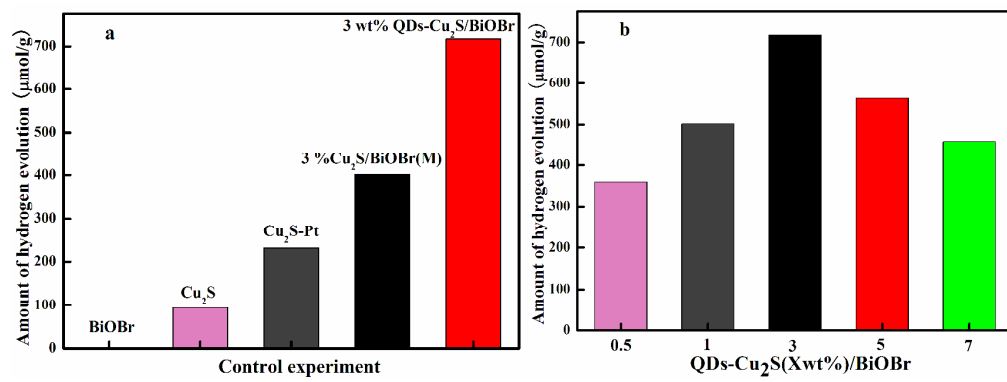 a
Amount of hydrogen evolution (μmol/g)
700
600
500
400
300
200
100
0
BiOBr
Cu₂S
Cu₂S-Pt
3 %Cu₂S/BiOBr(M)
3 wt% QDs-Cu₂S/BiOBr
Control experiment
b
Amount of hydrogen evolution (μmol/g)
700
600
500
400
300
200
100
0
0.5 1 3 5 7
QDs-Cu₂S(Xwt%)/BiOBr